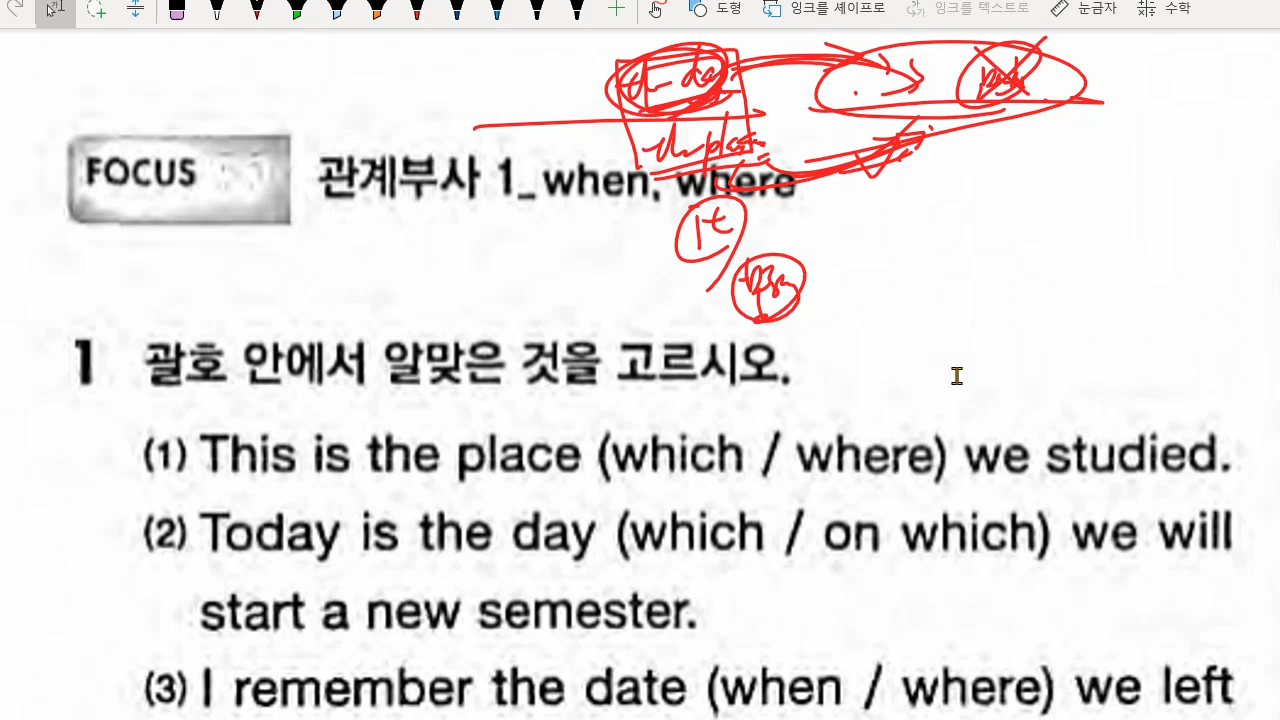 도형 잉크를 셰이프로 잉크를 텍스트로 눈금자 수학
FOCUS 관계부사 1_ when, where
it
1 괄호 안에서 알맞은 것을 고르시오.
(1) This is the place (which / where) we studied.
(2) Today is the day (which / on which) we will
start a new semester.
(3) I remember the date (when / where) we left